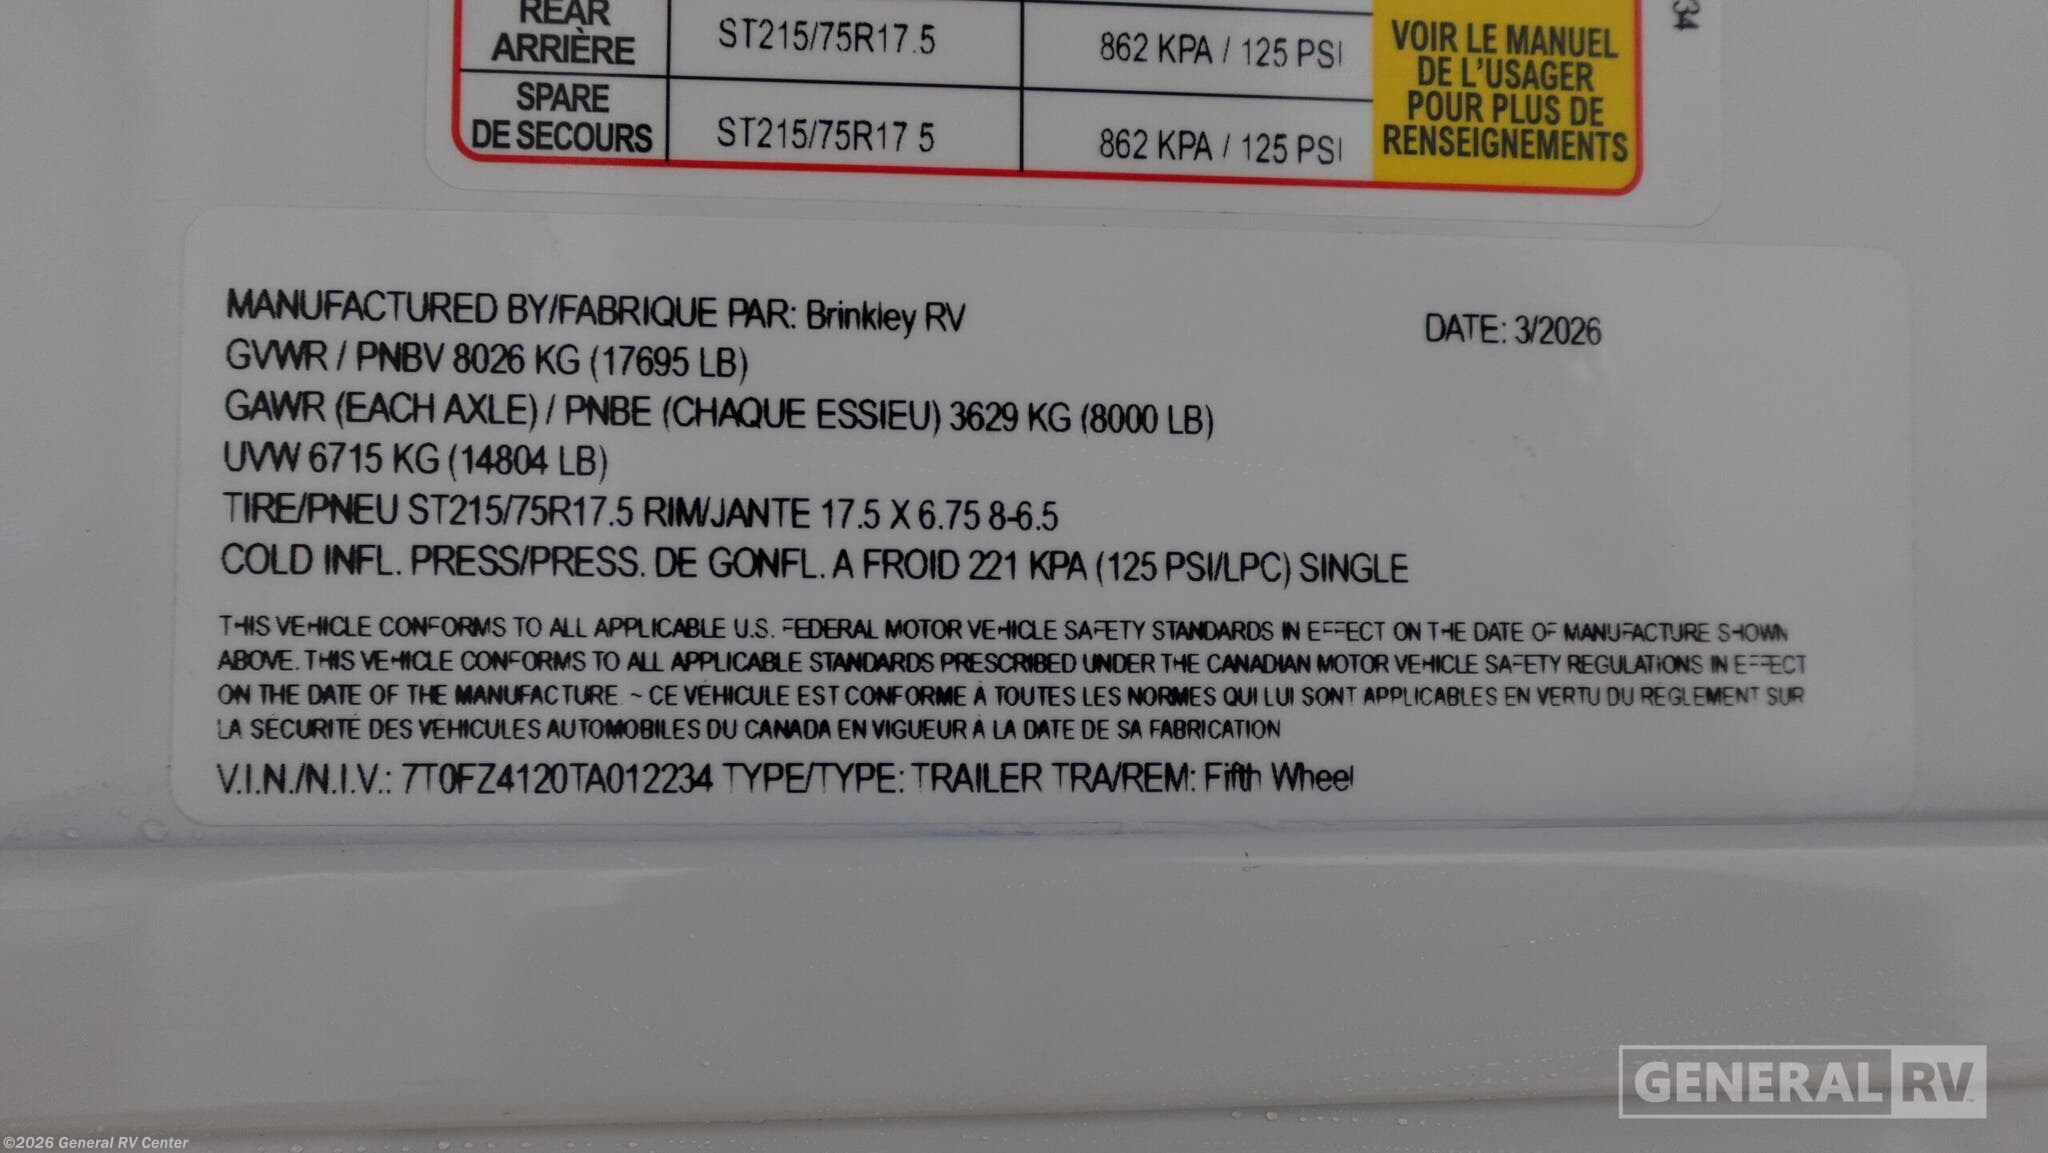 REAR
ARRIÈRE
ST215/75R17.5
862 KPA / 125 PSI
SPARE
DE SECOURS
ST215/75R17 5
862 KPA / 125 PSI
VOIR LE MANUEL
DE L'USAGER
POUR PLUS DE
RENSEIGNEMENTS
34
MANUFACTURED BY/FABRIQUE PAR: Brinkley RV
DATE: 3/2026
GVWR / PNBV 8026 KG (17695 LB)
GAWR (EACH AXLE) / PNBE (CHAQUE ESSIEU) 3629 KG (8000 LB)
UVW 6715 KG (14804 LB)
TIRE/PNEU ST215/75R17.5 RIM/JANTE 17.5 X 6.75 8-6.5
COLD INFL. PRESS/PRESS. DE GONFL. A FROID 221 KPA (125 PSI/LPC) SINGLE
THIS VEHICLE CONFORMS TO ALL APPLICABLE U.S. FEDERAL MOTOR VEHICLE SAFETY STANDARDS IN EFFECT ON THE DATE OF MANUFACTURE SHOWN
ABOVE. THIS VEHICLE CONFORMS TO ALL APPLICABLE STANDARDS PRESCRIBED UNDER THE CANADIAN MOTOR VEHICLE SAFETY REGULATIONS IN EFFECT
ON THE DATE OF THE MANUFACTURE. ~ CE VÉHICULE EST CONFORME À TOUTES LES NORMES QUI LUI SONT APPLICABLES EN VERTU DU RÈGLEMENT SUR
LA SÉCURITÉ DES VÉHICULES AUTOMOBILES DU CANADA EN VIGUEUR À LA DATE DE SA FABRICATION
V.I.N./N.I.V.: 7T0FZ4120TA012234 TYPE/TYPE: TRAILER TRA/REM: Fifth Wheel
GENERAL RV
©2026 General RV Center